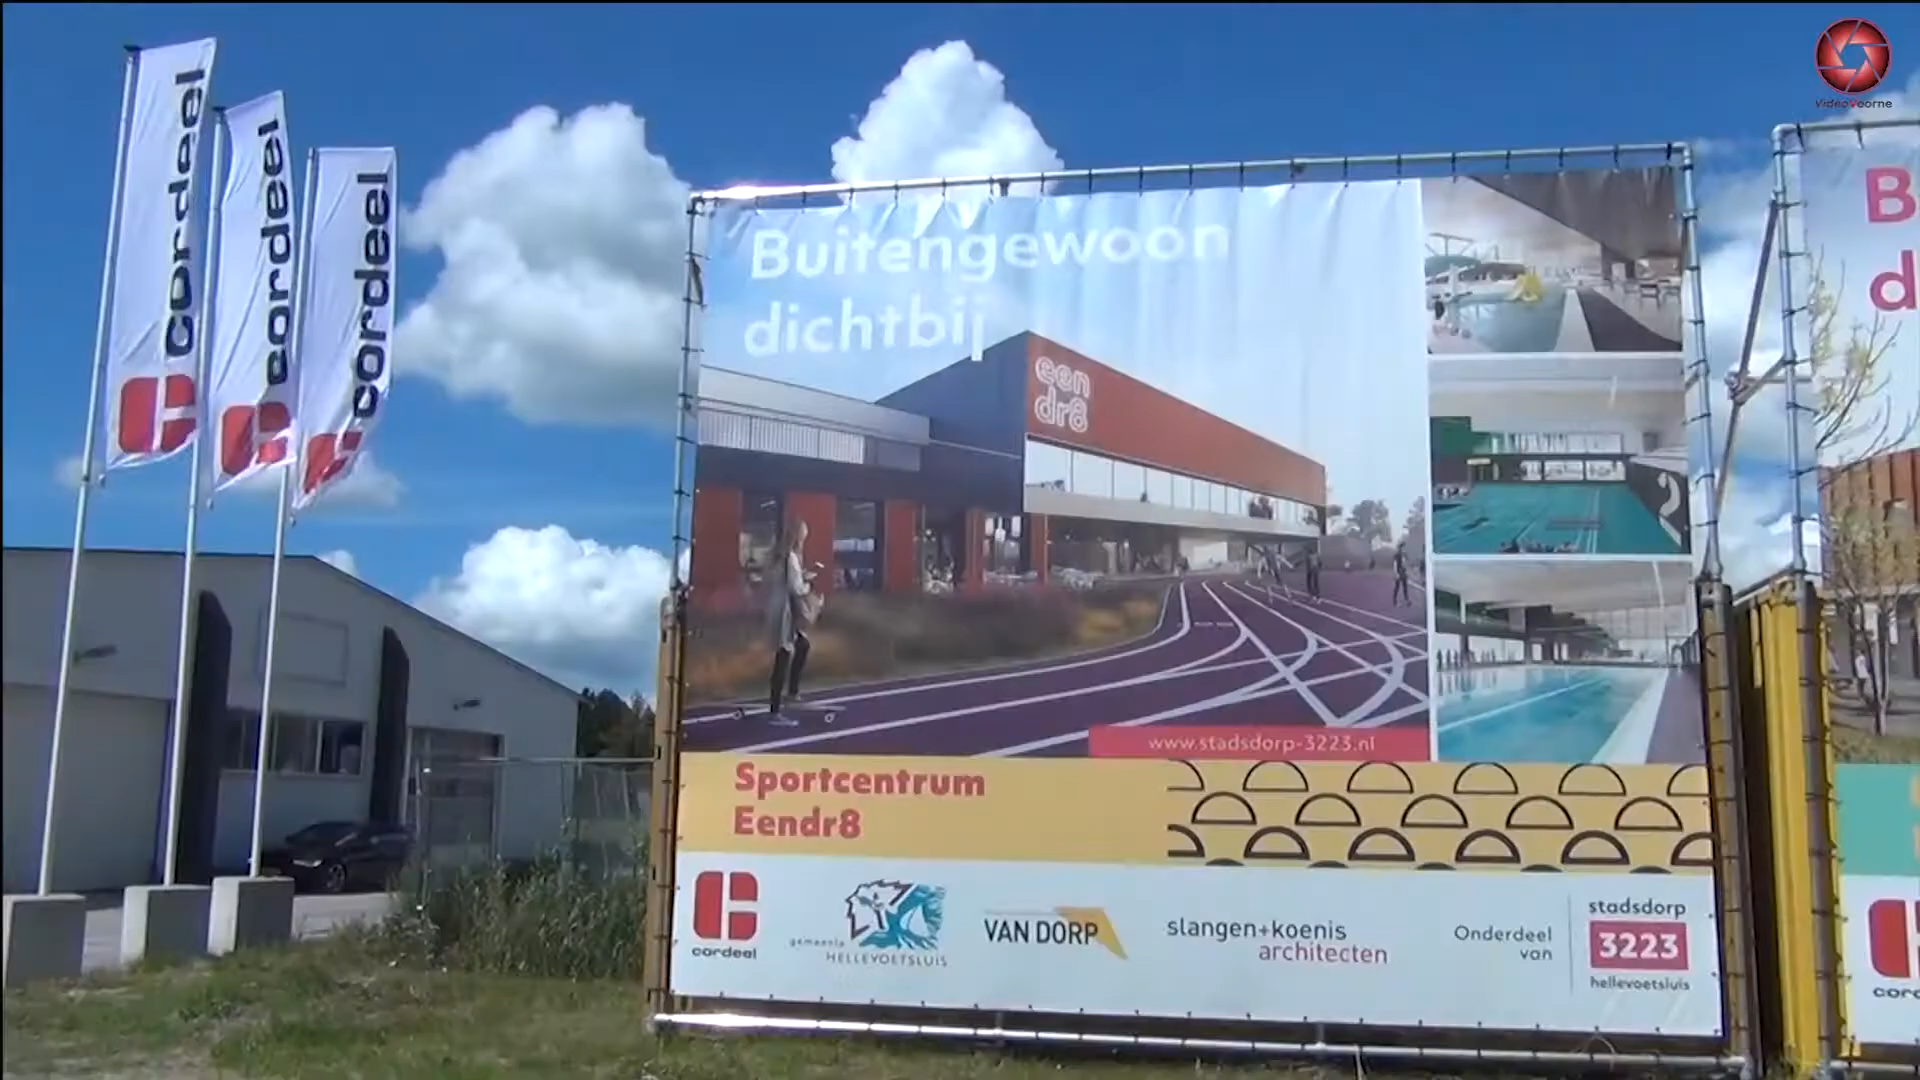 cordeel
cordeel
cordeel
Buitengewoon
dichtbij
een
dr8
2
www.stadsdorp-3223.nl
Sportcentrum
Eendr8
cordeel
gemeente
HELLEVOETSLUIS
VAN DORP
slangen+koenis
architecten
Onderdeel
van
stadsdorp
3223
hellevoetsluis
B
d
VideoVoorne